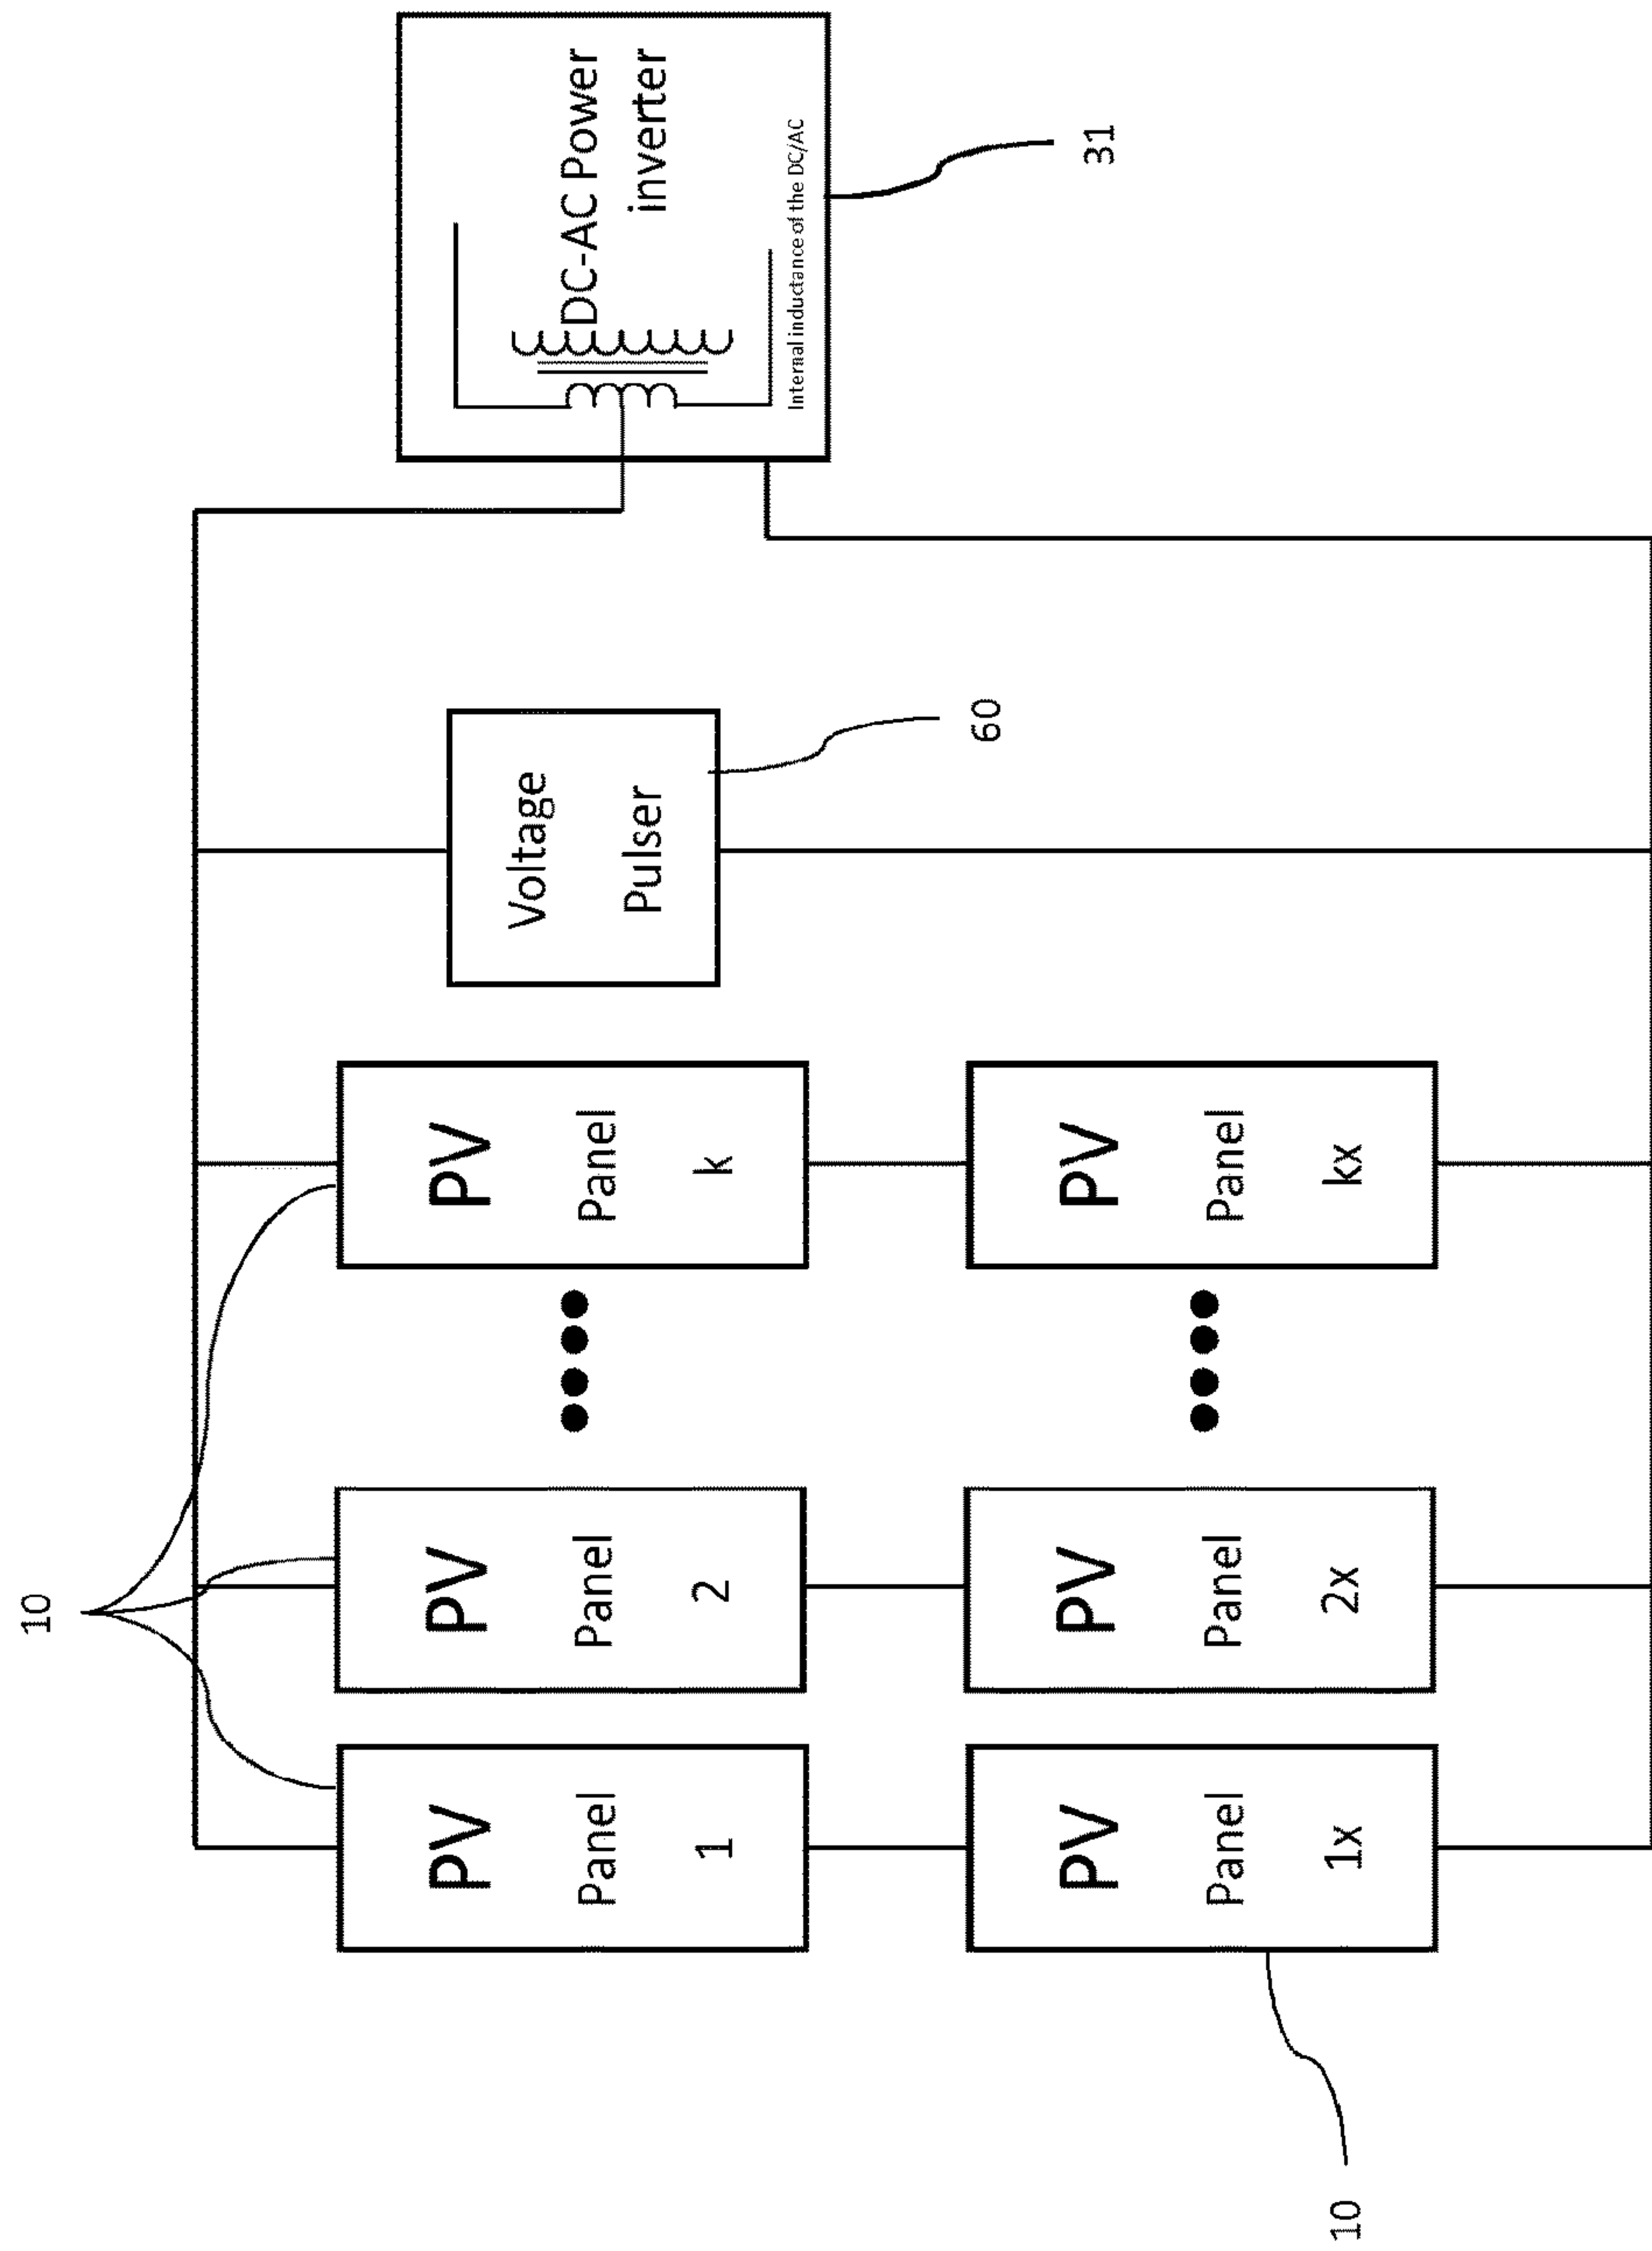 10
PV
Panel
1
PV
Panel
2
PV
Panel
k
Voltage
Pulser
60
DC-AC Power
inverter
Internal inductance of the DC/AC
31
PV
Panel
1x
PV
Panel
2x
PV
Panel
kx
10